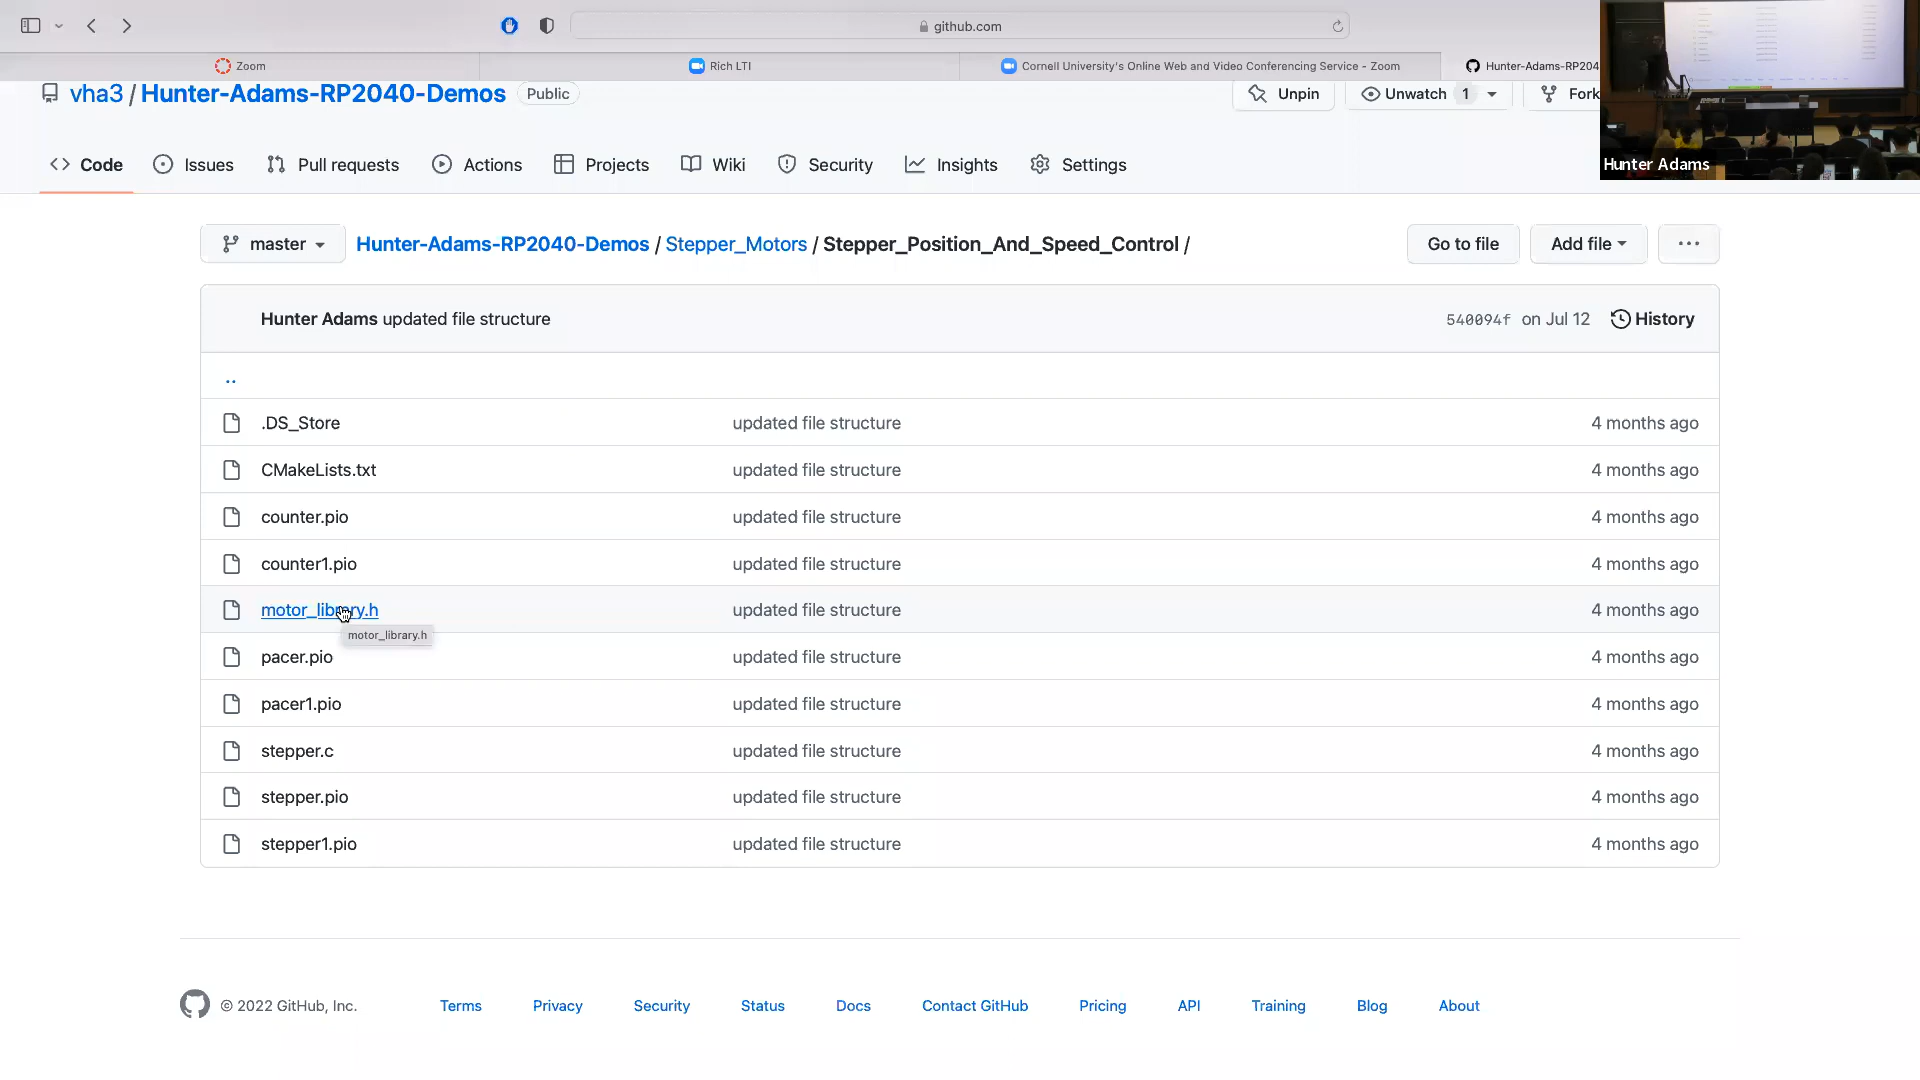 github.com
Zoom
Rich LTI
Cornell University's Online Web and Video Conferencing Service - Zoom
Hunter-Adams-RP204
vha3 / Hunter-Adams-RP2040-Demos Public
Unpin
Unwatch 1
Fork
Hunter Adams
Code
Issues
Pull requests
Actions
Projects
Wiki
Security
Insights
Settings
master
Hunter-Adams-RP2040-Demos / Stepper_Motors / Stepper_Position_And_Speed_Control /
Go to file
Add file
Hunter Adams updated file structure
540094f on Jul 12
History
..
.DS_Store updated file structure 4 months ago
CMakeLists.txt updated file structure 4 months ago
counter.pio updated file structure 4 months ago
counter1.pio updated file structure 4 months ago
motor_library.h updated file structure 4 months ago
motor_library.h
pacer.pio updated file structure 4 months ago
pacer1.pio updated file structure 4 months ago
stepper.c updated file structure 4 months ago
stepper.pio updated file structure 4 months ago
stepper1.pio updated file structure 4 months ago
© 2022 GitHub, Inc.
Terms
Privacy
Security
Status
Docs
Contact GitHub
Pricing
API
Training
Blog
About